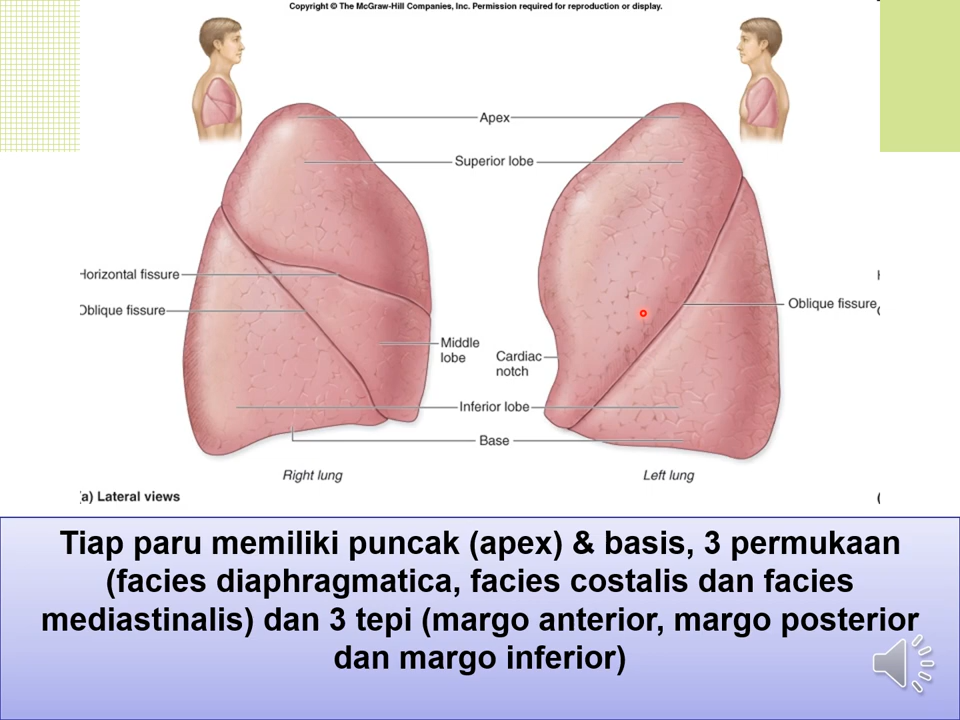 Copyright © The McGraw-Hill Companies, Inc. Permission required for reproduction or display.
Apex
Superior lobe
Horizontal fissure
Oblique fissure
Oblique fissure
Middle
lobe
Cardiac
notch
Inferior lobe
Base
Right lung
Left lung
(a) Lateral views
Tiap paru memiliki puncak (apex) & basis, 3 permukaan
(facies diaphragmatica, facies costalis dan facies
mediastinalis) dan 3 tepi (margo anterior, margo posterior
dan margo inferior)